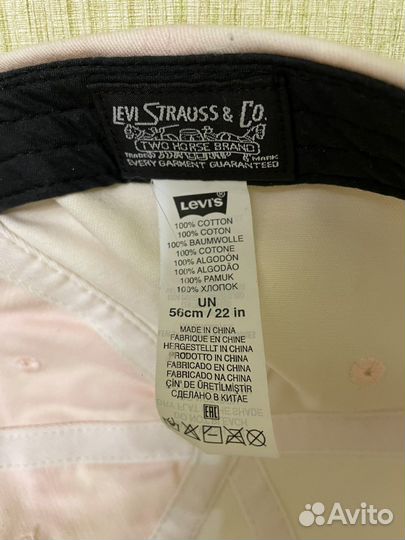 LEVI STRAUSS & CO.
TWO HORSE BRAND
TRADE MARK
EVERY GARMENT GUARANTEED
LEVI'S
100% COTTON
100% COTON
100% BAUMWOLLE
100% COTONE
100% ALGODÓN
100% ALGODÃO
100% PAMUK
100% ХЛОПОК
UN
56cm / 22 in
MADE IN CHINA
FABRIQUE EN CHINE
HERGESTELLT IN CHINA
PRODOTTO IN CHINA
FABRICADO EN CHINA
FABRICADO NA CHINA
ÇİN' DE ÜRETİLMİŞTİR
СДЕЛАНО В КИТАЕ
EAC
Avito